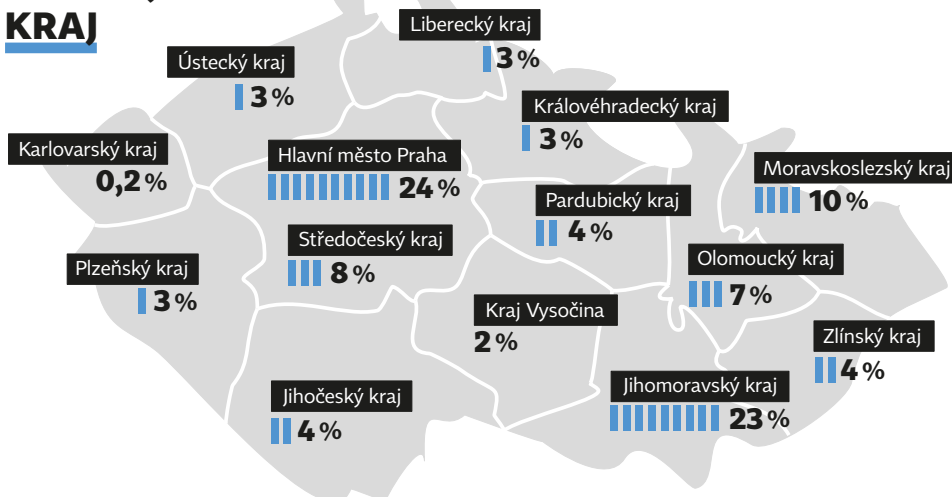 KRAJ
Liberecký kraj
3 %
Ústecký kraj
3 %
Královéhradecký kraj
3 %
Karlovarský kraj
0,2 %
Hlavní město Praha
24 %
Moravskoslezský kraj
10 %
Pardubický kraj
4 %
Středočeský kraj
8 %
Olomoucký kraj
7 %
Plzeňský kraj
3 %
Kraj Vysočina
2 %
Zlínský kraj
4 %
Jihomoravský kraj
23 %
Jihočeský kraj
4 %